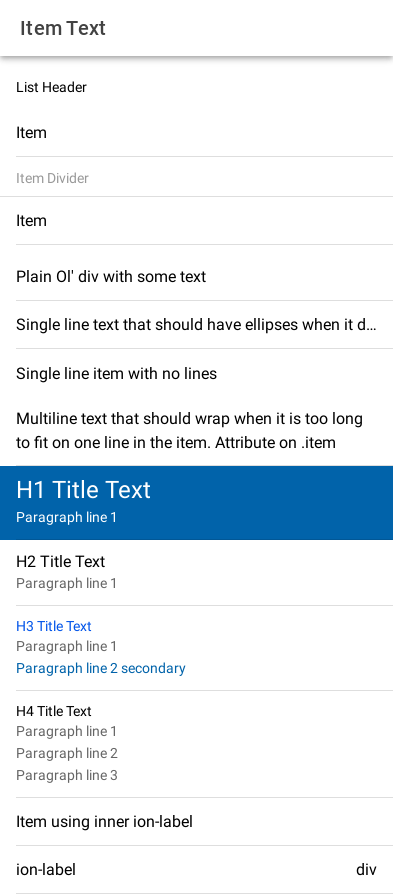 Item Text
List Header
Item
Item Divider
Item
Plain Ol' div with some text
Single line text that should have ellipses when it d...
Single line item with no lines
Multiline text that should wrap when it is too long
to fit on one line in the item. Attribute on .item
H1 Title Text
Paragraph line 1
H2 Title Text
Paragraph line 1
H3 Title Text
Paragraph line 1
Paragraph line 2 secondary
H4 Title Text
Paragraph line 1
Paragraph line 2
Paragraph line 3
Item using inner ion-label
ion-label div